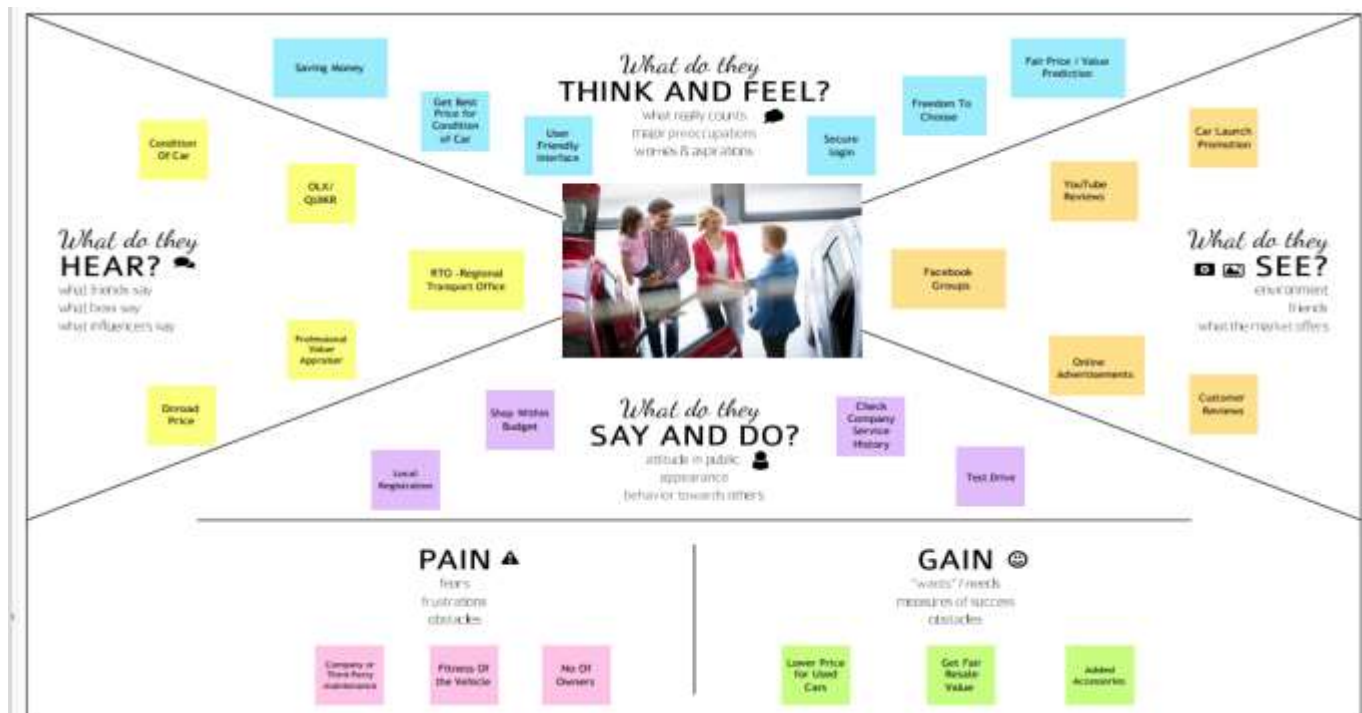 What do they
THINK AND FEEL?
what really counts
major preoccupations
worries & aspirations
Saving Money
Get Best
Price for
Condition
of Car
User
Friendly
Interface
Secure
login
Freedom To
Choose
Fair Price / Value
Prediction
What do they
HEAR?
what friends say
what boss say
what influencers say
Condition
Of Car
OLX/
QUIKR
RTO -Regional
Transport Office
Professional
Value
Appraiser
Onroad
Price
What do they
SEE?
environment
friends
what the market offers
Car Launch
Promotion
YouTube
Reviews
Facebook
Groups
Online
Advertisements
Customer
Reviews
What do they
SAY AND DO?
attitude in public
appearance
behavior towards others
Shop Within
Budget
Local
Registration
Check
Company
Service
History
Test Drive
PAIN
fears
frustrations
obstacles
Company or
Third Party
maintenance
Fitness Of
the Vehicle
No Of
Owners
GAIN
"wants" / needs
measures of success
obstacles
Lower Price
for Used
Cars
Get Fair
Resale
Value
Added
Accessories